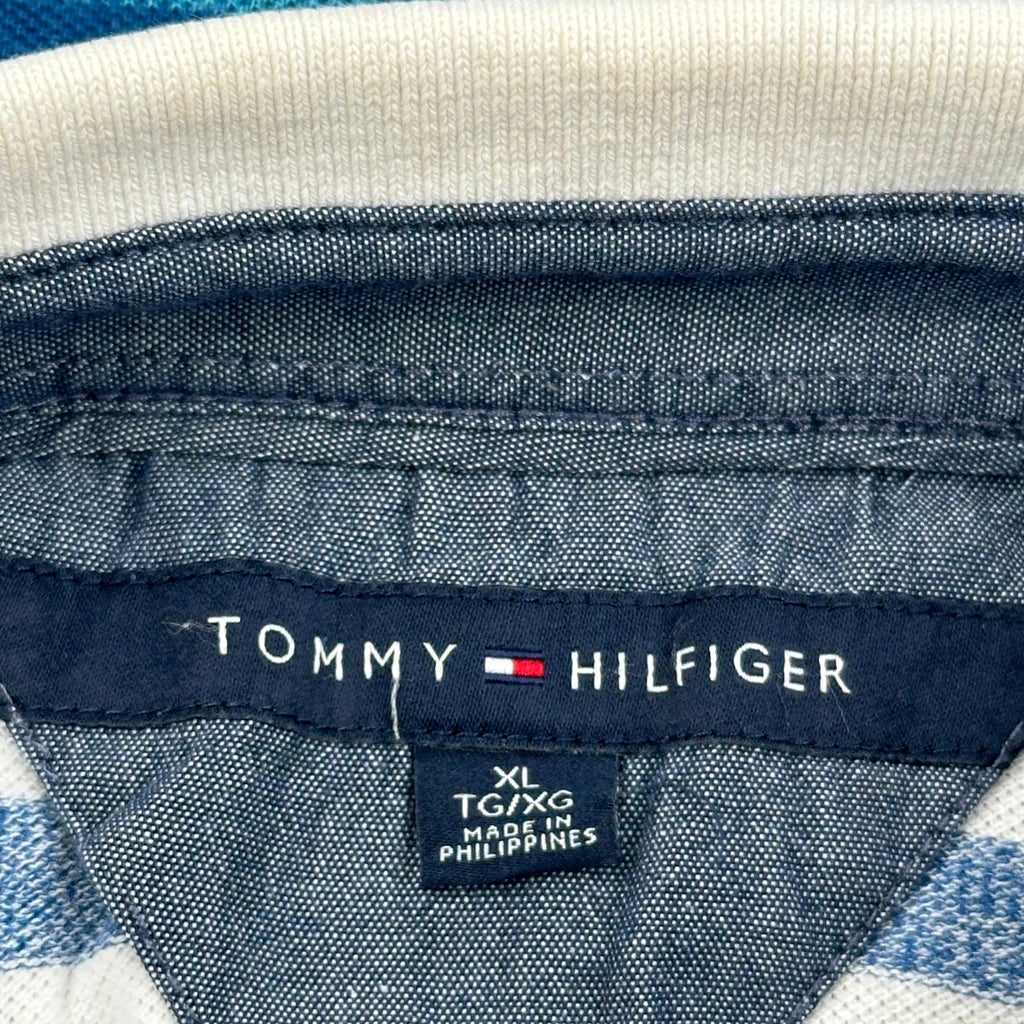 TOMMY HILFIGER
XL
TG/XG
MADE IN
PHILIPPINES